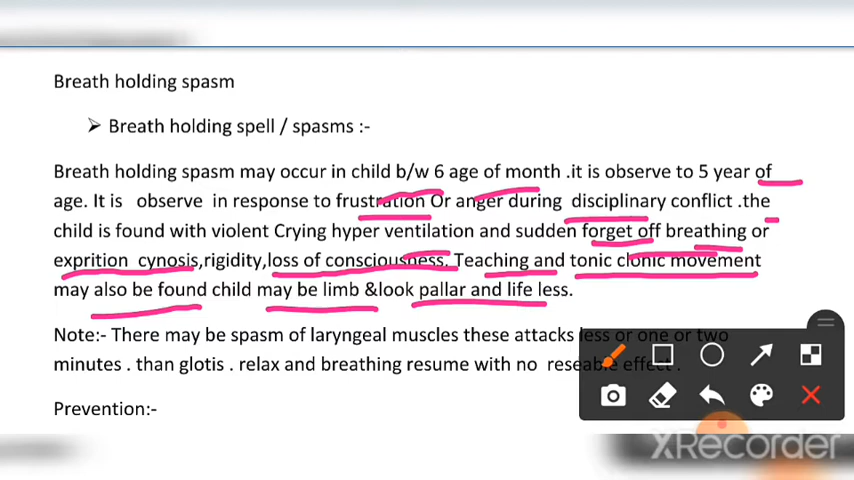 Breath holding spasm
➤ Breath holding spell / spasms :-
Breath holding spasm may occur in child b/w 6 age of month .it is observe to 5 year of
age. It is observe in response to frustration Or anger during disciplinary conflict .the
child is found with violent Crying hyper ventilation and sudden forget off breathing or
exprition cynosis,rigidity,loss of consciousness. Teaching and tonic clonic movement
may also be found child may be limb &look pallar and life less.
Note:- There may be spasm of laryngeal muscles these attacks less or one or two
minutes . than glotis . relax and breathing resume with no reseable effect .
Prevention:-
XRecorder